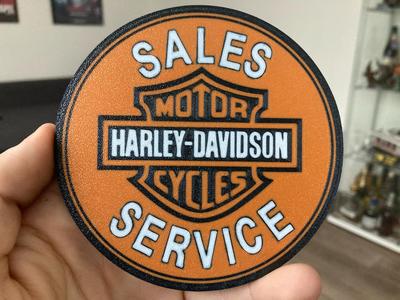 SALES
MOTOR
HARLEY-DAVIDSON
CYCLES
SERVICE